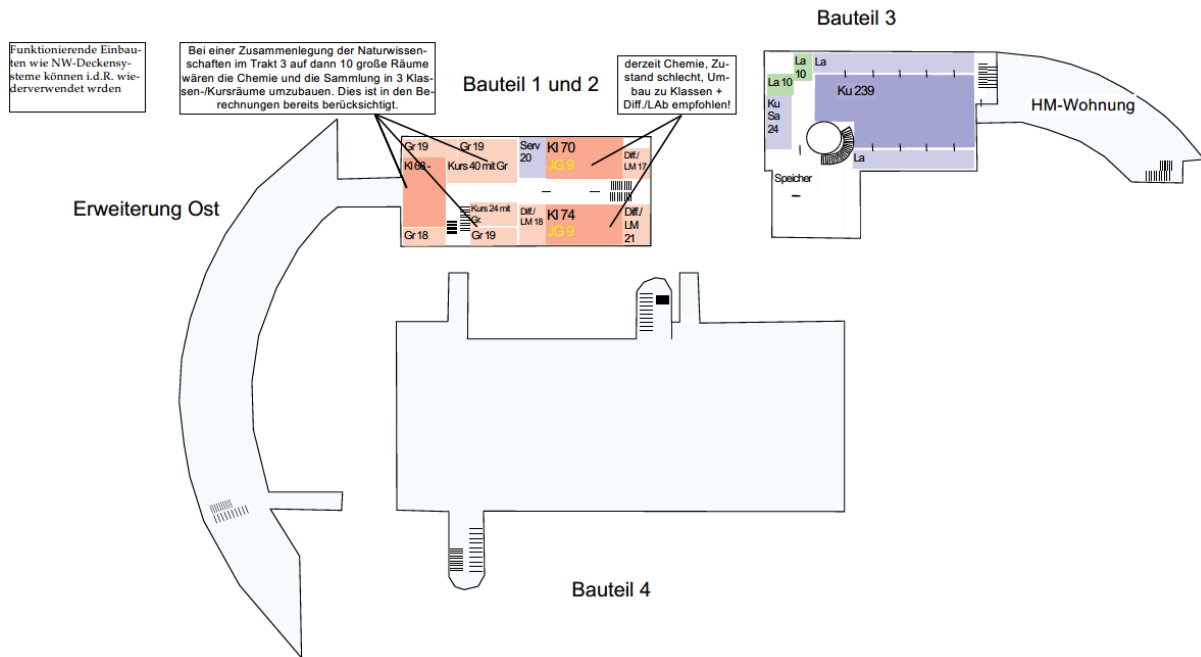 Bauteil 3
Funktionierende Einbau-
ten wie NW-Deckensys-
teme können i.d.R. wie-
derverwendet wrden
Bei einer Zusammenlegung der Naturwissen-
schaften im Trakt 3 auf dann 10 große Räume
wären die Chemie und die Sammlung in 3 Klas-
sen-/Kursräume umzubauen. Dies ist in den Be-
rechnungen bereits berücksichtigt.
Bauteil 1 und 2
derzeit Chemie, Zu-
stand schlecht, Um-
bau zu Klassen +
Diff./LAb empfohlen!
La
10
La
La 10
Ku 239
Ku
Sa
24
HM-Wohnung
La
Speicher
Gr 19
Gr 19
Serv
20
Kl 70
JG 9
Diff./
LM 17
Kl 68 -
Kurs 40 mit Gr
Erweiterung Ost
Kurs 24 mit
Gr.
Diff./
LM 18
Kl 74
JG 9
Diff./
LM
21
Gr 18
Gr 19
Bauteil 4